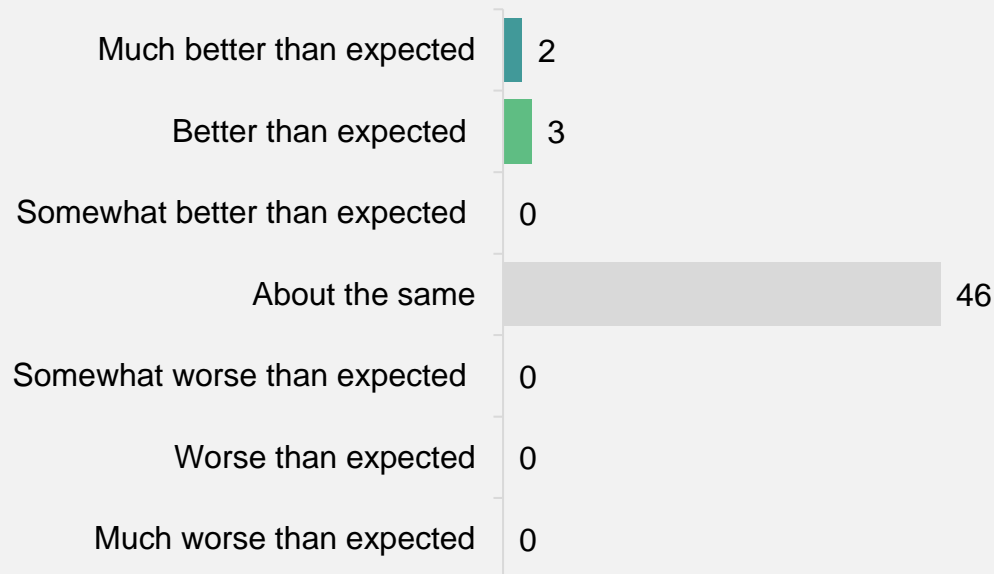 Much better than expected 2
Better than expected 3
Somewhat better than expected 0
About the same 46
Somewhat worse than expected 0
Worse than expected 0
Much worse than expected 0